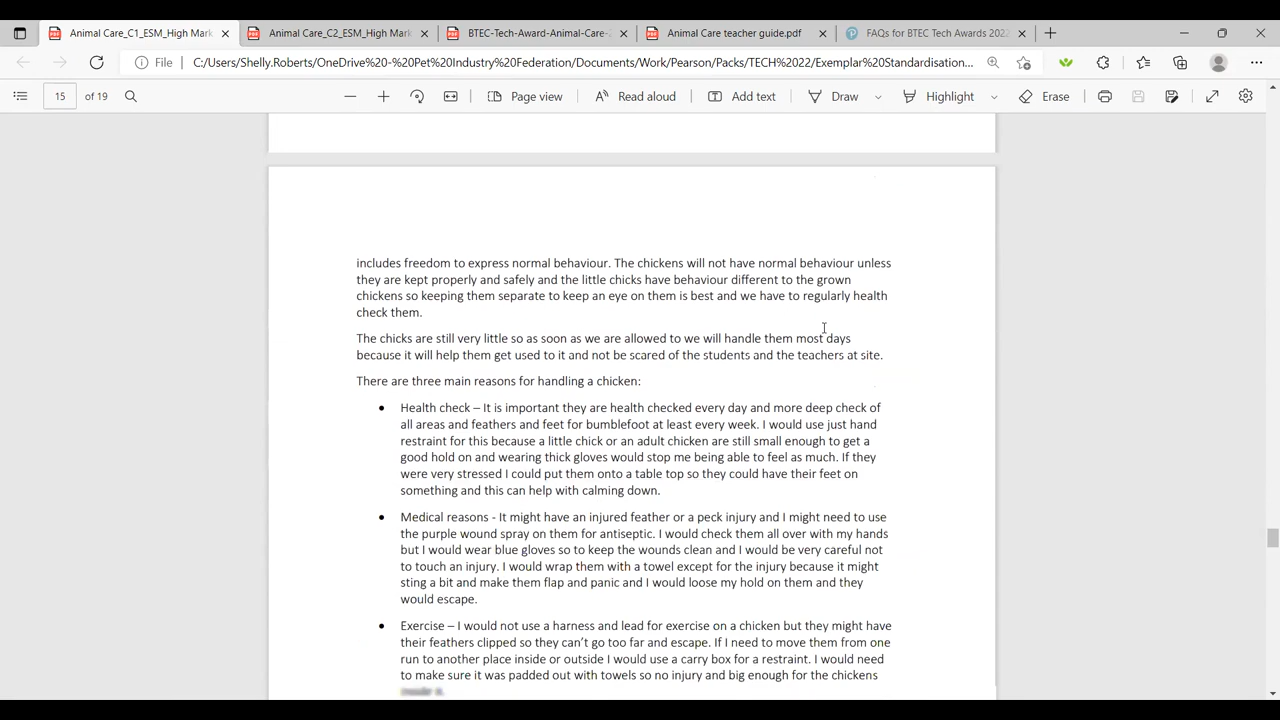 Animal Care_C1_ESM_High Mark
Animal Care_C2_ESM_High Mark
BTEC-Tech-Award-Animal-Care-
Animal Care teacher guide.pdf
FAQs for BTEC Tech Awards 2022
File
C:/Users/Shelly.Roberts/OneDrive%20-%20Pet%20Industry%20Federation/Documents/Work/Pearson/Packs/TECH%2022/Exemplar%20Standardisation...
15 of 19
Page view
Read aloud
Add text
Draw
Highlight
Erase
includes freedom to express normal behaviour. The chickens will not have normal behaviour unless
they are kept properly and safely and the little chicks have behaviour different to the grown
chickens so keeping them separate to keep an eye on them is best and we have to regularly health
check them.
The chicks are still very little so as soon as we are allowed to we will handle them most days
because it will help them get used to it and not be scared of the students and the teachers at site.
There are three main reasons for handling a chicken:
• Health check – It is important they are health checked every day and more deep check of
all areas and feathers and feet for bumblefoot at least every week. I would use just hand
restraint for this because a little chick or an adult chicken are still small enough to get a
good hold on and wearing thick gloves would stop me being able to feel as much. If they
were very stressed I could put them onto a table top so they could have their feet on
something and this can help with calming down.
• Medical reasons - It might have an injured feather or a peck injury and I might need to use
the purple wound spray on them for antiseptic. I would check them all over with my hands
but I would wear blue gloves so to keep the wounds clean and I would be very careful not
to touch an injury. I would wrap them with a towel except for the injury because it might
sting a bit and make them flap and panic and I would loose my hold on them and they
would escape.
• Exercise – I would not use a harness and lead for exercise on a chicken but they might have
their feathers clipped so they can't go too far and escape. If I need to move them from one
run to another place inside or outside I would use a carry box for a restraint. I would need
to make sure it was padded out with towels so no injury and big enough for the chickens